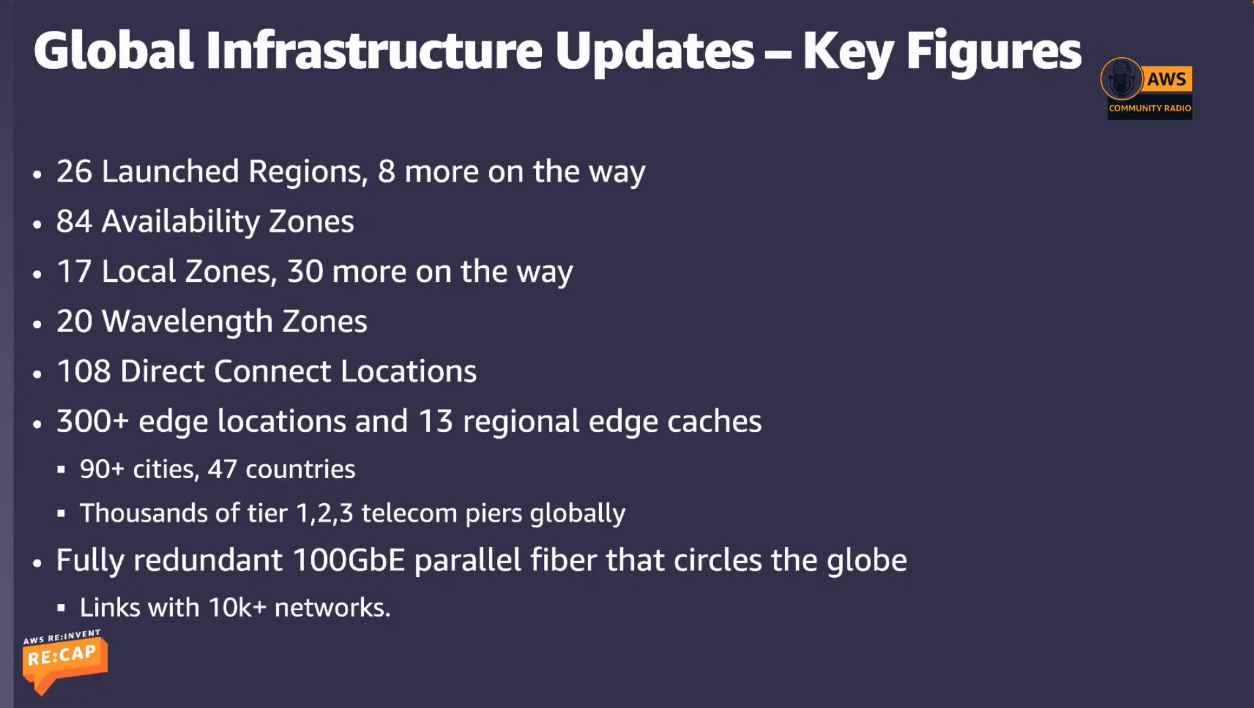 Global Infrastructure Updates – Key Figures
AWS
COMMUNITY RADIO
• 26 Launched Regions, 8 more on the way
• 84 Availability Zones
• 17 Local Zones, 30 more on the way
• 20 Wavelength Zones
• 108 Direct Connect Locations
• 300+ edge locations and 13 regional edge caches
▪ 90+ cities, 47 countries
▪ Thousands of tier 1,2,3 telecom piers globally
• Fully redundant 100GbE parallel fiber that circles the globe
▪ Links with 10k+ networks.
AWS RE:INVENT
RE:CAP